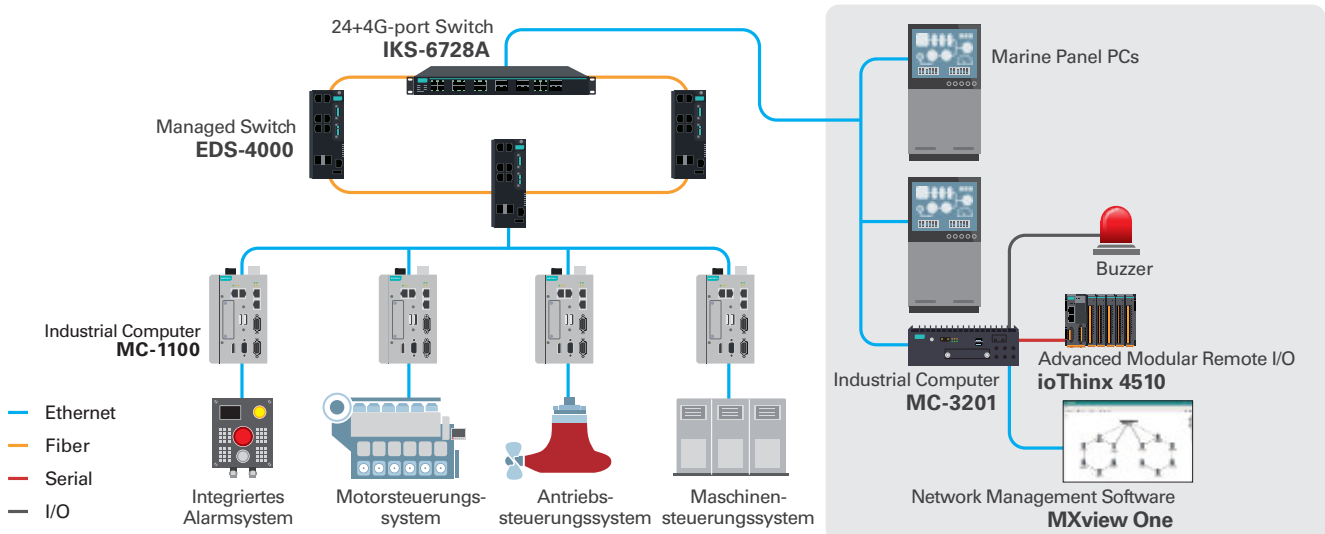 24+4G-port Switch
IKS-6728A
Managed Switch
EDS-4000
Industrial Computer
MC-1100
Ethernet
Fiber
Serial
I/O
Integriertes
Alarmsystem
Motorsteuerungs-
system
Antriebs-
steuerungssystem
Maschinen-
steuerungssystem
Marine Panel PCs
Buzzer
Advanced Modular Remote I/O
ioThinx 4510
Industrial Computer
MC-3201
Network Management Software
MXview One